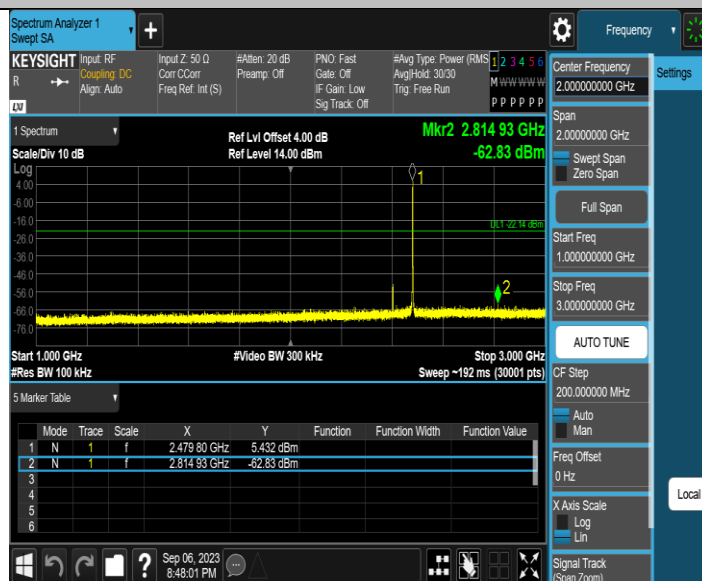 Spectrum Analyzer 1
Swept SA
+
Frequency
KEYSIGHT
R
LXI
Input: RF
Coupling: DC
Align: Auto
Input Z: 50 Ω
Corr CCorr
Freq Ref: Int (S)
#Atten: 20 dB
Preamp: Off
PNO: Fast
Gate: Off
IF Gain: Low
Sig Track: Off
#Avg Type: Power (RMS
Avg|Hold: 30/30
Trig: Free Run
1 2 3 4 5 6
M W W W W W
P P P P P P
1 Spectrum
Scale/Div 10 dB
Ref Lvl Offset 4.00 dB
Ref Level 14.00 dBm
Mkr2 2.814 93 GHz
-62.83 dBm
Log
4.00
-6.00
-16.0
-26.0
-36.0
-46.0
-56.0
-66.0
-76.0
1
DL1 -22.14 dBm
2
Start 1.000 GHz
#Res BW 100 kHz
#Video BW 300 kHz
Stop 3.000 GHz
Sweep ~192 ms (30001 pts)
5 Marker Table
Mode Trace Scale X Y Function Function Width Function Value
1 N 1 f 2.479 80 GHz 5.432 dBm
2 N 1 f 2.814 93 GHz -62.83 dBm
3
4
5
6
?
Sep 06, 2023
8:48:01 PM
Center Frequency
2.000000000 GHz
Span
2.00000000 GHz
Swept Span
Zero Span
Full Span
Start Freq
1.000000000 GHz
Stop Freq
3.000000000 GHz
AUTO TUNE
CF Step
200.000000 MHz
Auto
Man
Freq Offset
0 Hz
X Axis Scale
Log
Lin
Signal Track
(Span Zoom)
Settings
Local